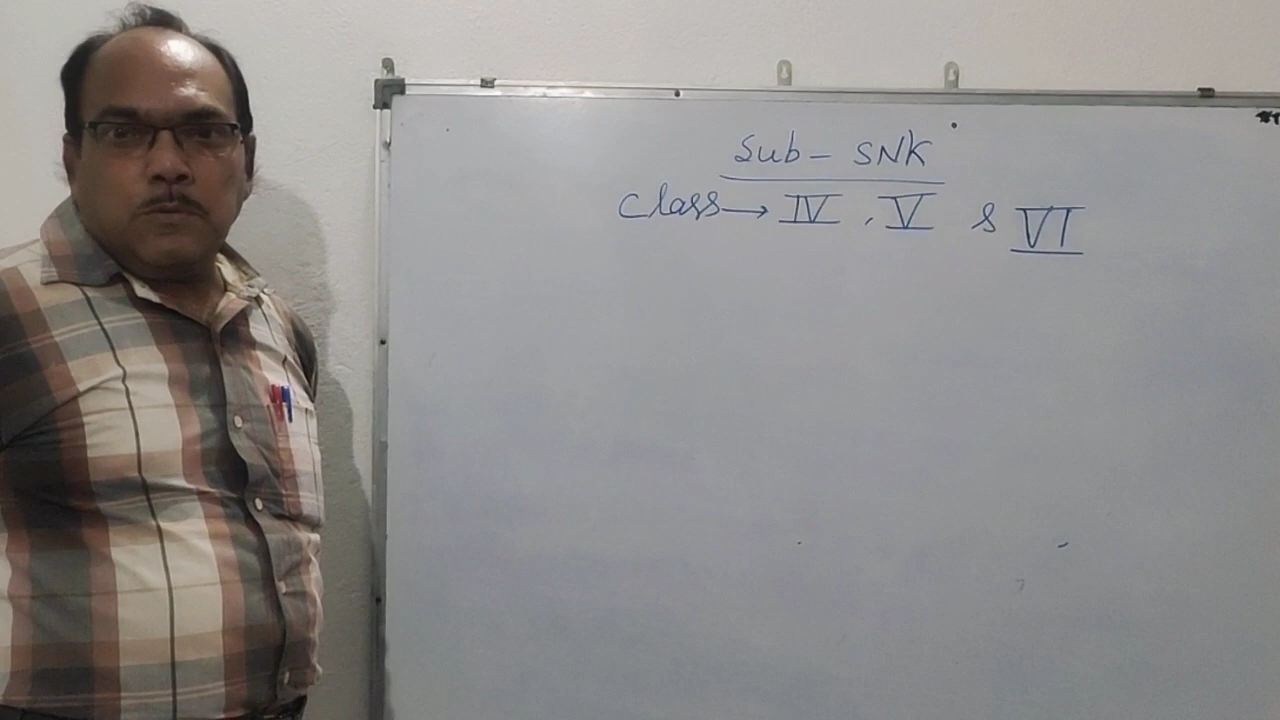 Sub - SNK
Class → IV , V & VI